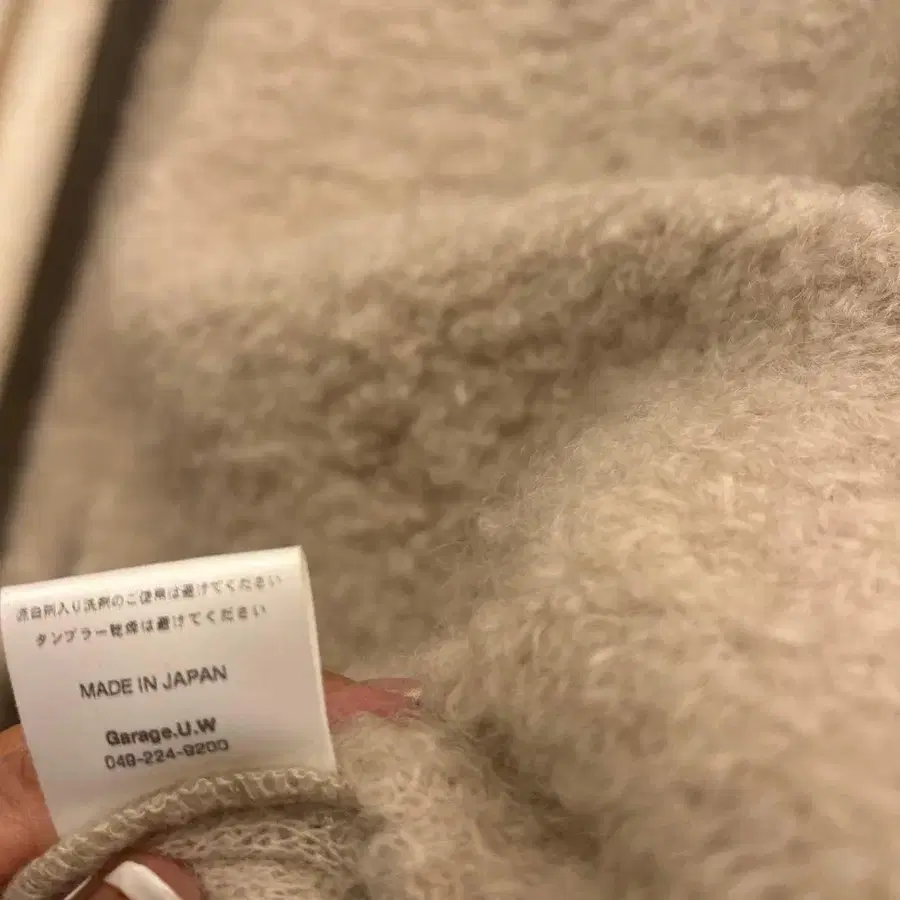 漂白剤入り洗剤のご使用は避けてください
タンブラー乾燥は避けてください
MADE IN JAPAN
Garage.U.W
049-224-9200